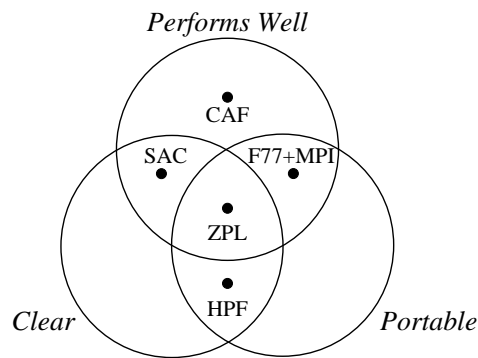 Performs Well
CAF
SAC
F77+MPI
ZPL
HPF
Clear
Portable